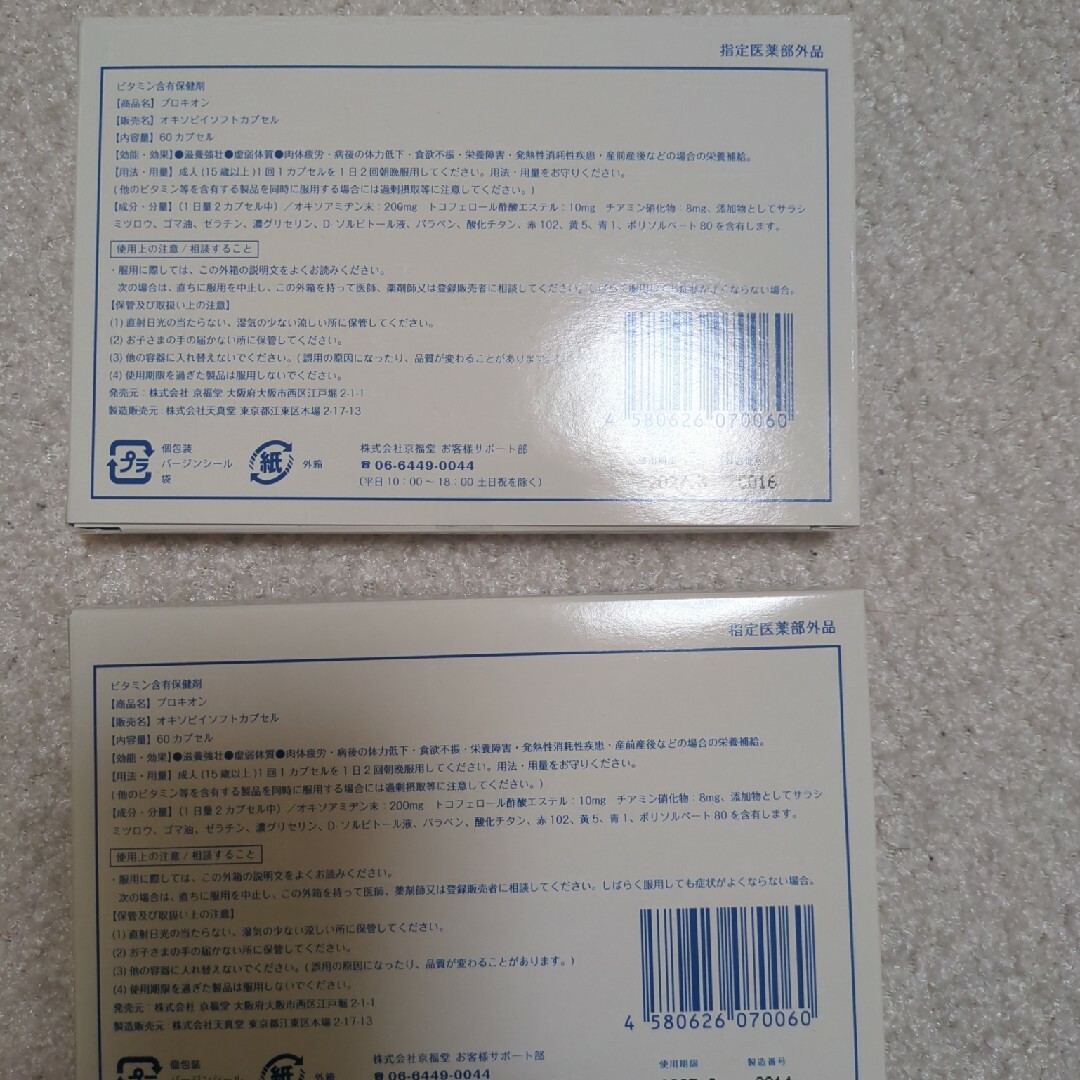 指定医薬部外品
ビタミン含有保健剤
【商品名】プロキオン
【販売名】オキソビイソフトカプセル
【内容量】60カプセル
【効能・効果】●滋養強壮●虚弱体質●肉体疲労・病後の体力低下・食欲不振・栄養障害・発熱性消耗性疾患・産前産後などの場合の栄養補給。
【用法・用量】成人(15歳以上)1回1カプセルを1日2回朝晩服用してください。用法・用量をお守りください。
(他のビタミン等を含有する製品を同時に服用する場合には過剰摂取等に注意してください。)
【成分・分量】(1日量2カプセル中)／オキソアミヂン末：200mg トコフェロール酢酸エステル：10mg チアミン硝化物：8mg、添加物としてサラシ
ミツロウ、ゴマ油、ゼラチン、濃グリセリン、D-ソルビトール液、パラベン、酸化チタン、赤102、黄5、青1、ポリソルベート80を含有します。
使用上の注意/相談すること
・服用に際しては、この外箱の説明文をよくお読みください。
次の場合は、直ちに服用を中止し、この外箱を持って医師、薬剤師又は登録販売者に相談してください。しばらく服用しても症状がよくならない場合。
【保管及び取扱い上の注意】
(1)直射日光の当たらない、湿気の少ない涼しい所に保管してください。
(2)お子さまの手の届かない所に保管してください。
(3)他の容器に入れ替えないでください。(誤用の原因になったり、品質が変わることがあります。
(4)使用期限を過ぎた製品は服用しないでください。
発売元：株式会社 京福堂 大阪府大阪市西区江戸堀2-1-1
製造販売元：株式会社天真堂 東京都江東区木場2-17-13
4 580626 070060
プラ
個包装
バージンシール
袋
紙
外箱
株式会社京福堂 お客様サポート部
☎06-6449-0044
(平日10：00～18：00土日祝を除く)
使用期限 製造番号
0016
指定医薬部外品
ビタミン含有保健剤
【商品名】プロキオン
【販売名】オキソビイソフトカプセル
【内容量】60カプセル
【効能・効果】●滋養強壮●虚弱体質●肉体疲労・病後の体力低下・食欲不振・栄養障害・発熱性消耗性疾患・産前産後などの場合の栄養補給。
【用法・用量】成人(15歳以上)1回1カプセルを1日2回朝晩服用してください。用法・用量をお守りください。
(他のビタミン等を含有する製品を同時に服用する場合には過剰摂取等に注意してください。)
【成分・分量】(1日量2カプセル中)／オキソアミヂン末：200mg トコフェロール酢酸エステル：10mg チアミン硝化物：8mg、添加物としてサラシ
ミツロウ、ゴマ油、ゼラチン、濃グリセリン、D-ソルビトール液、パラベン、酸化チタン、赤102、黄5、青1、ポリソルベート80を含有します。
使用上の注意/相談すること
・服用に際しては、この外箱の説明文をよくお読みください。
次の場合は、直ちに服用を中止し、この外箱を持って医師、薬剤師又は登録販売者に相談してください。しばらく服用しても症状がよくならない場合。
【保管及び取扱い上の注意】
(1)直射日光の当たらない、湿気の少ない涼しい所に保管してください。
(2)お子さまの手の届かない所に保管してください。
(3)他の容器に入れ替えないでください。(誤用の原因になったり、品質が変わることがあります。)
(4)使用期限を過ぎた製品は服用しないでください。
発売元：株式会社 京福堂 大阪府大阪市西区江戸堀2-1-1
製造販売元：株式会社天真堂 東京都江東区木場2-17-13
4 580626 070060
プラ
個包装
バージンシール
紙
外箱
株式会社京福堂 お客様サポート部
☎06-6449-0044
使用期限 製造番号